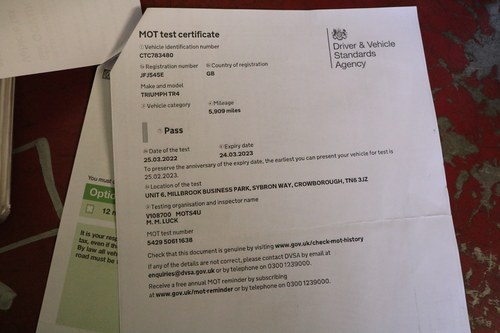 MOT test certificate
Vehicle identification number
CTC783480
Registration number
Country of registration
JFJ545E
GB
Make and model
TRIUMPH TR4
Vehicle category
Mileage
5,909 miles
Pass
Date of the test
Expiry date
25.03.2022
24.03.2023
To preserve the anniversary of the expiry date, the earliest you can present your vehicle for test is
25.02.2023.
Location of the test
UNIT 6, MILLBROOK BUSINESS PARK, SYBRON WAY, CROWBOROUGH, TN6 3JZ
Testing organisation and inspector name
V108700 MOTS4U
M. M. LUCK
MOT test number
5429 5061 1638
Check that this document is genuine by visiting www.gov.uk/check-mot-history
If any of the details are not correct, please contact DVSA by email at
enquiries@dvsa.gov.uk or by telephone on 0300 1239000.
Receive a free annual MOT reminder by subscribing
at www.gov.uk/mot-reminder or by telephone on 0300 1239000.
Driver & Vehicle
Standards
Agency
You must
Optio
12 m
It is your resp
tax, even if th
By law all veh
road must be